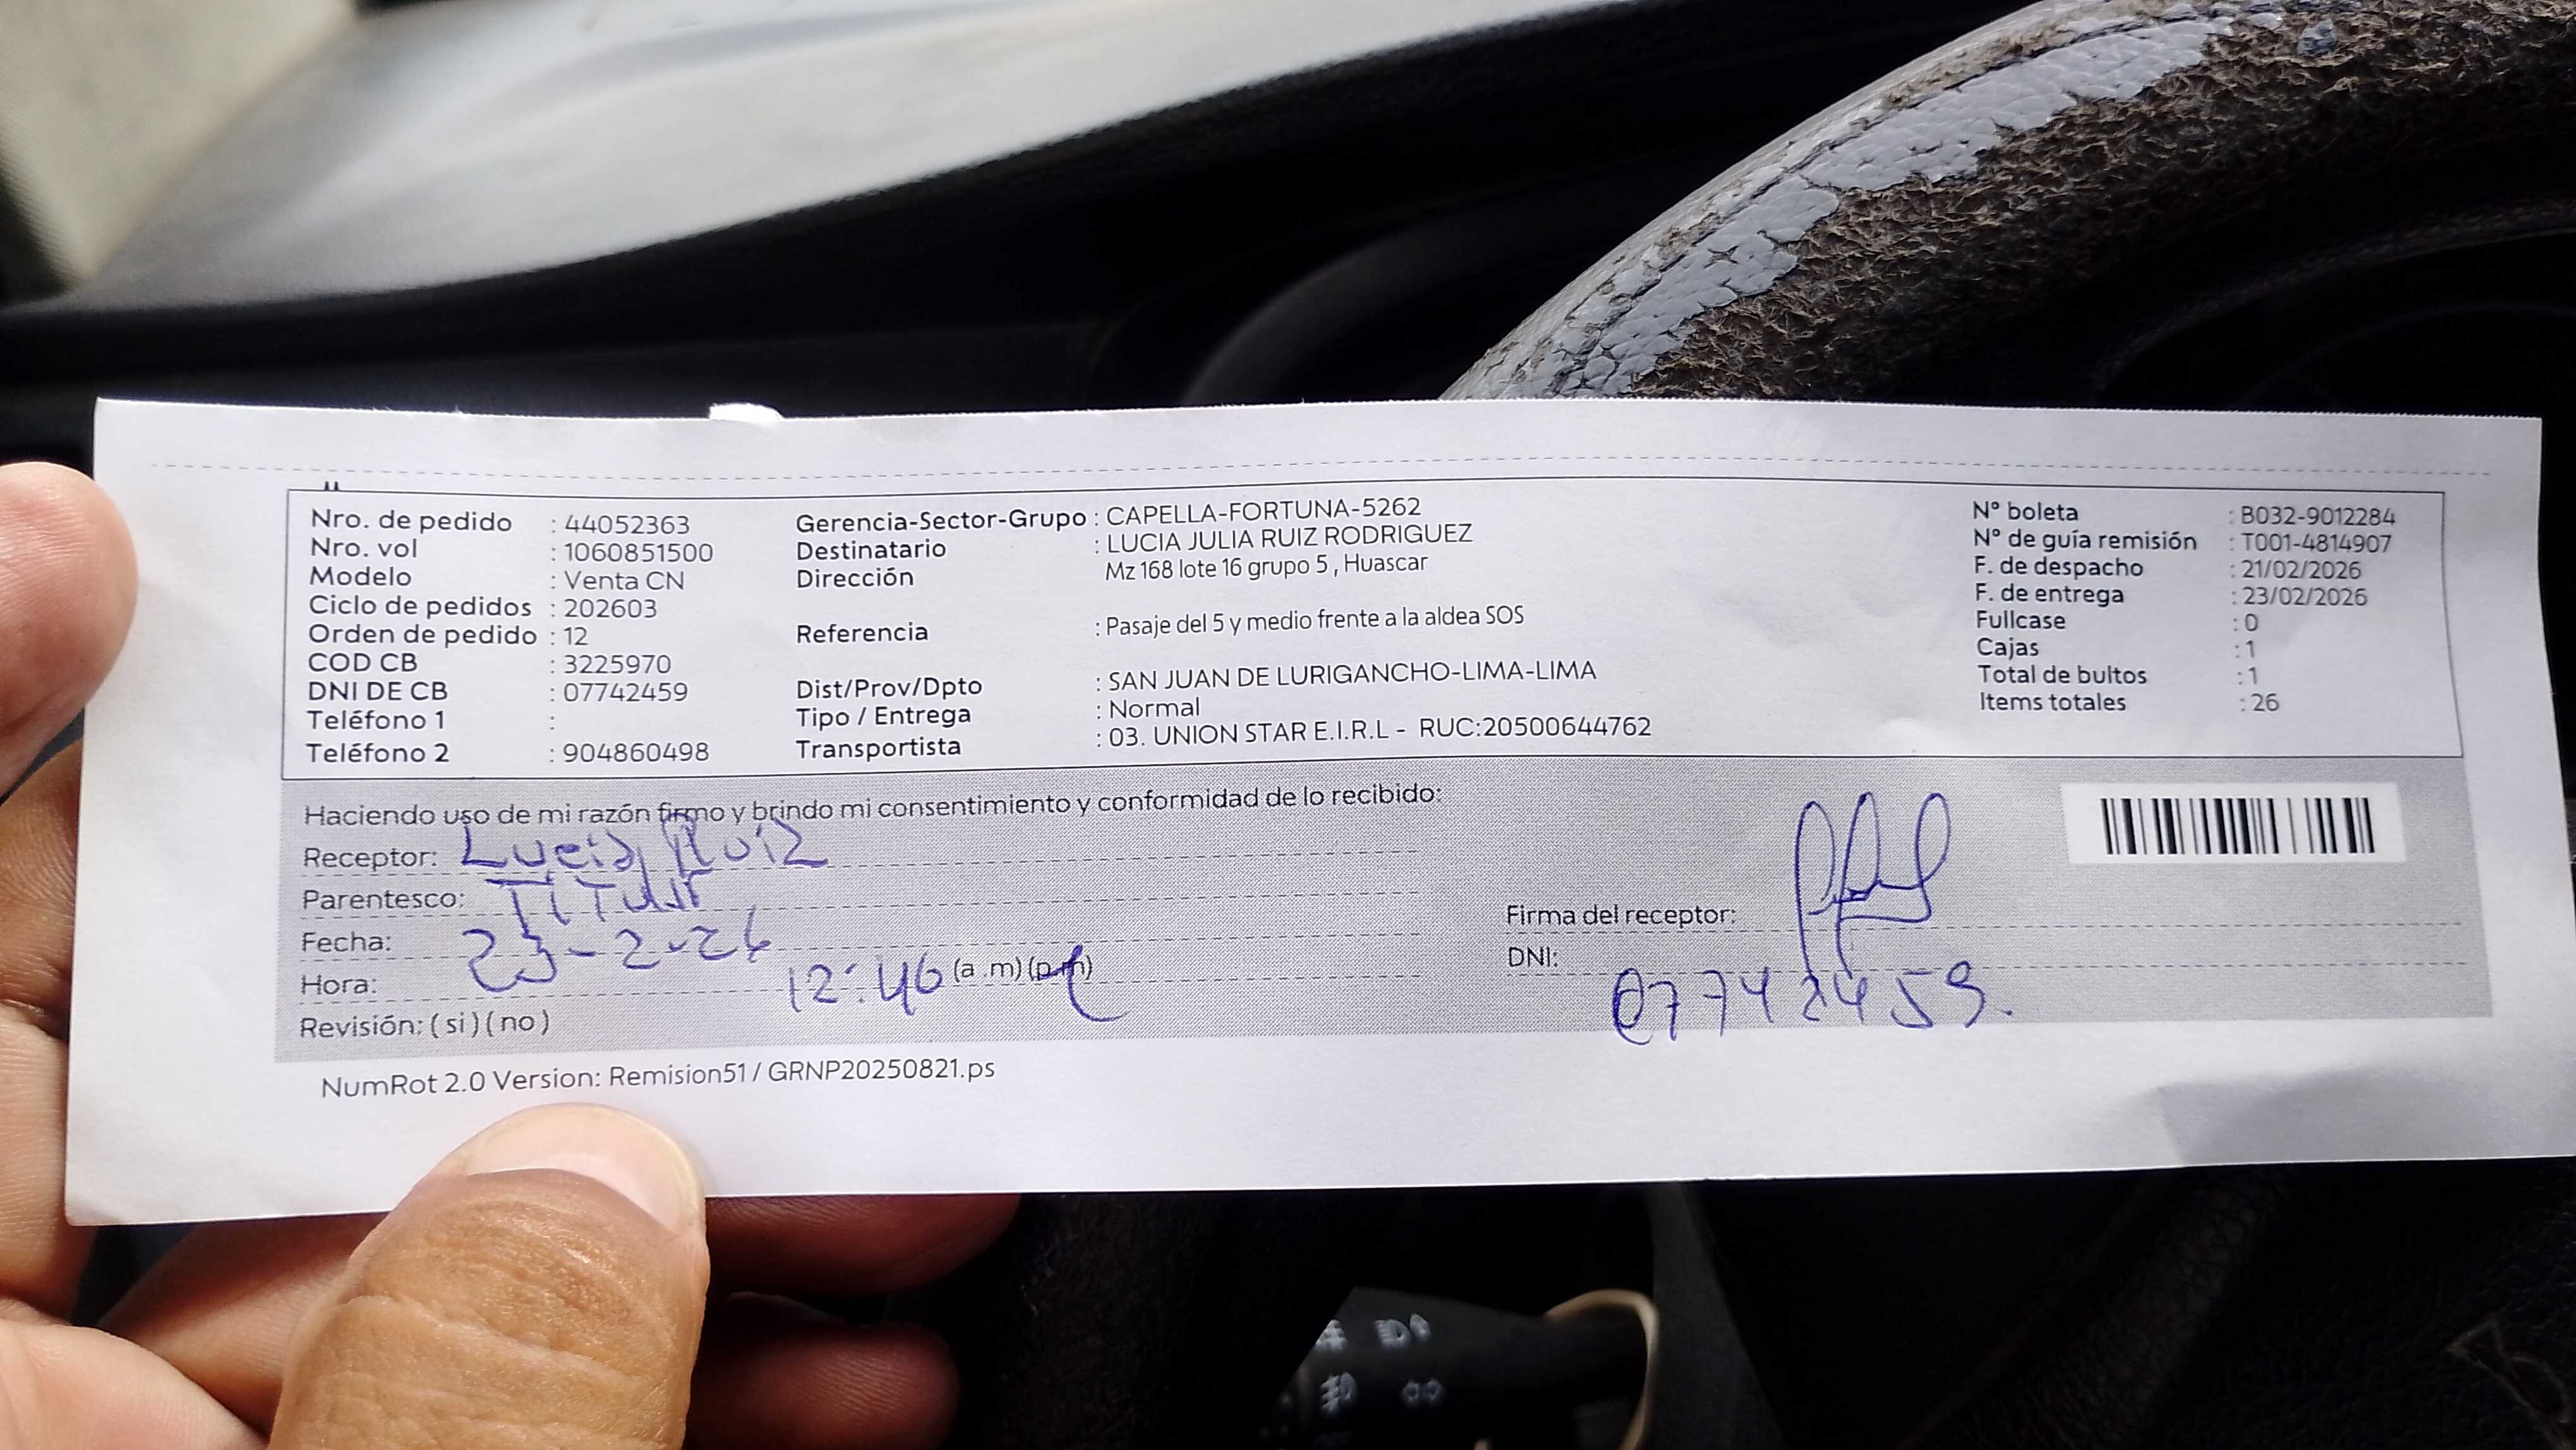 Nro. de pedido : 44052363
Nro. vol : 1060851500
Modelo : Venta CN
Ciclo de pedidos : 202603
Orden de pedido : 12
COD CB : 3225970
DNI DE CB : 07742459
Teléfono 1 :
Teléfono 2 : 904860498
Gerencia-Sector-Grupo : CAPELLA-FORTUNA-5262
Destinatario : LUCIA JULIA RUIZ RODRIGUEZ
Dirección Mz 168 lote 16 grupo 5 , Huascar
Referencia : Pasaje del 5 y medio frente a la aldea SOS
Dist/Prov/Dpto : SAN JUAN DE LURIGANCHO-LIMA-LIMA
Tipo / Entrega : Normal
Transportista : 03. UNION STAR E.I.R.L - RUC:20500644762
N° boleta : B032-9012284
N° de guía remisión : T001-4814907
F. de despacho : 21/02/2026
F. de entrega : 23/02/2026
Fullcase : 0
Cajas : 1
Total de bultos : 1
Items totales : 26
Haciendo uso de mi razón firmo y brindo mi consentimiento y conformidad de lo recibido:
Receptor: Lucia Ruiz
Parentesco: TiTular
Fecha: 23-2-26
Hora: 12:46 (a .m) (p.m)
Revisión: ( si ) ( no )
Firma del receptor:
DNI: 07742459.
NumRot 2.0 Version: Remision51 / GRNP20250821.ps